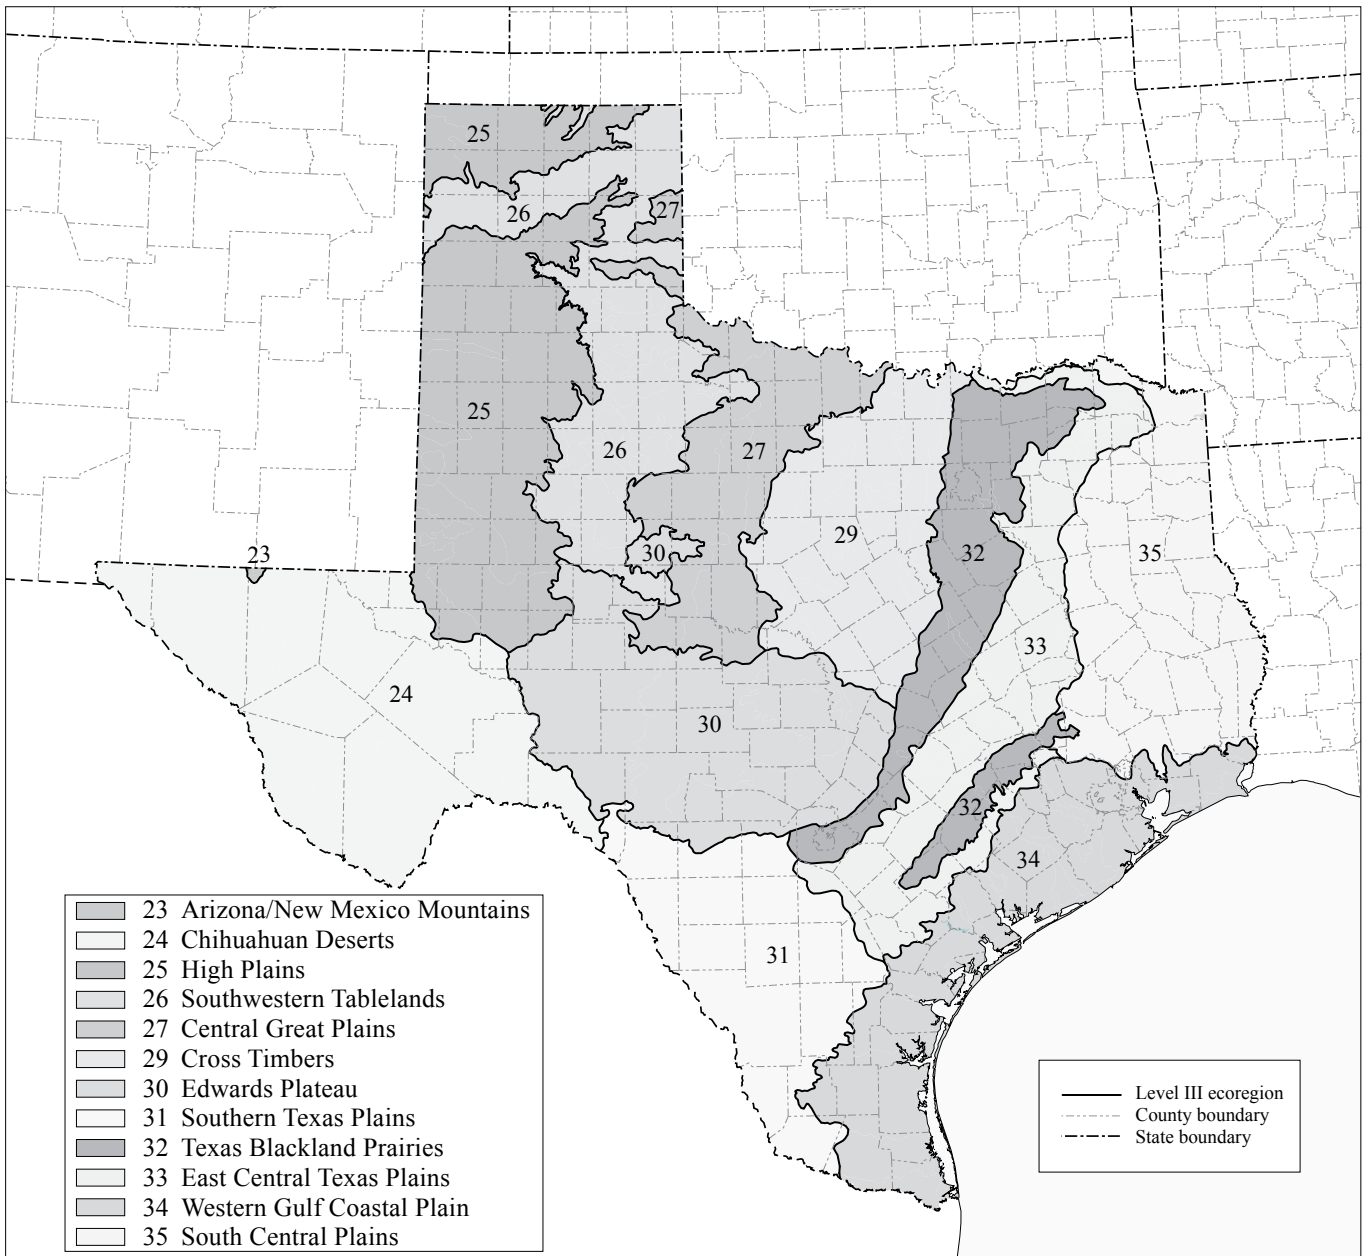 25
26
27
25
26
27
23
30
29
32
35
33
24
30
32
34
31
23 Arizona/New Mexico Mountains
24 Chihuahuan Deserts
25 High Plains
26 Southwestern Tablelands
27 Central Great Plains
29 Cross Timbers
30 Edwards Plateau
31 Southern Texas Plains
32 Texas Blackland Prairies
33 East Central Texas Plains
34 Western Gulf Coastal Plain
35 South Central Plains
Level III ecoregion
County boundary
State boundary